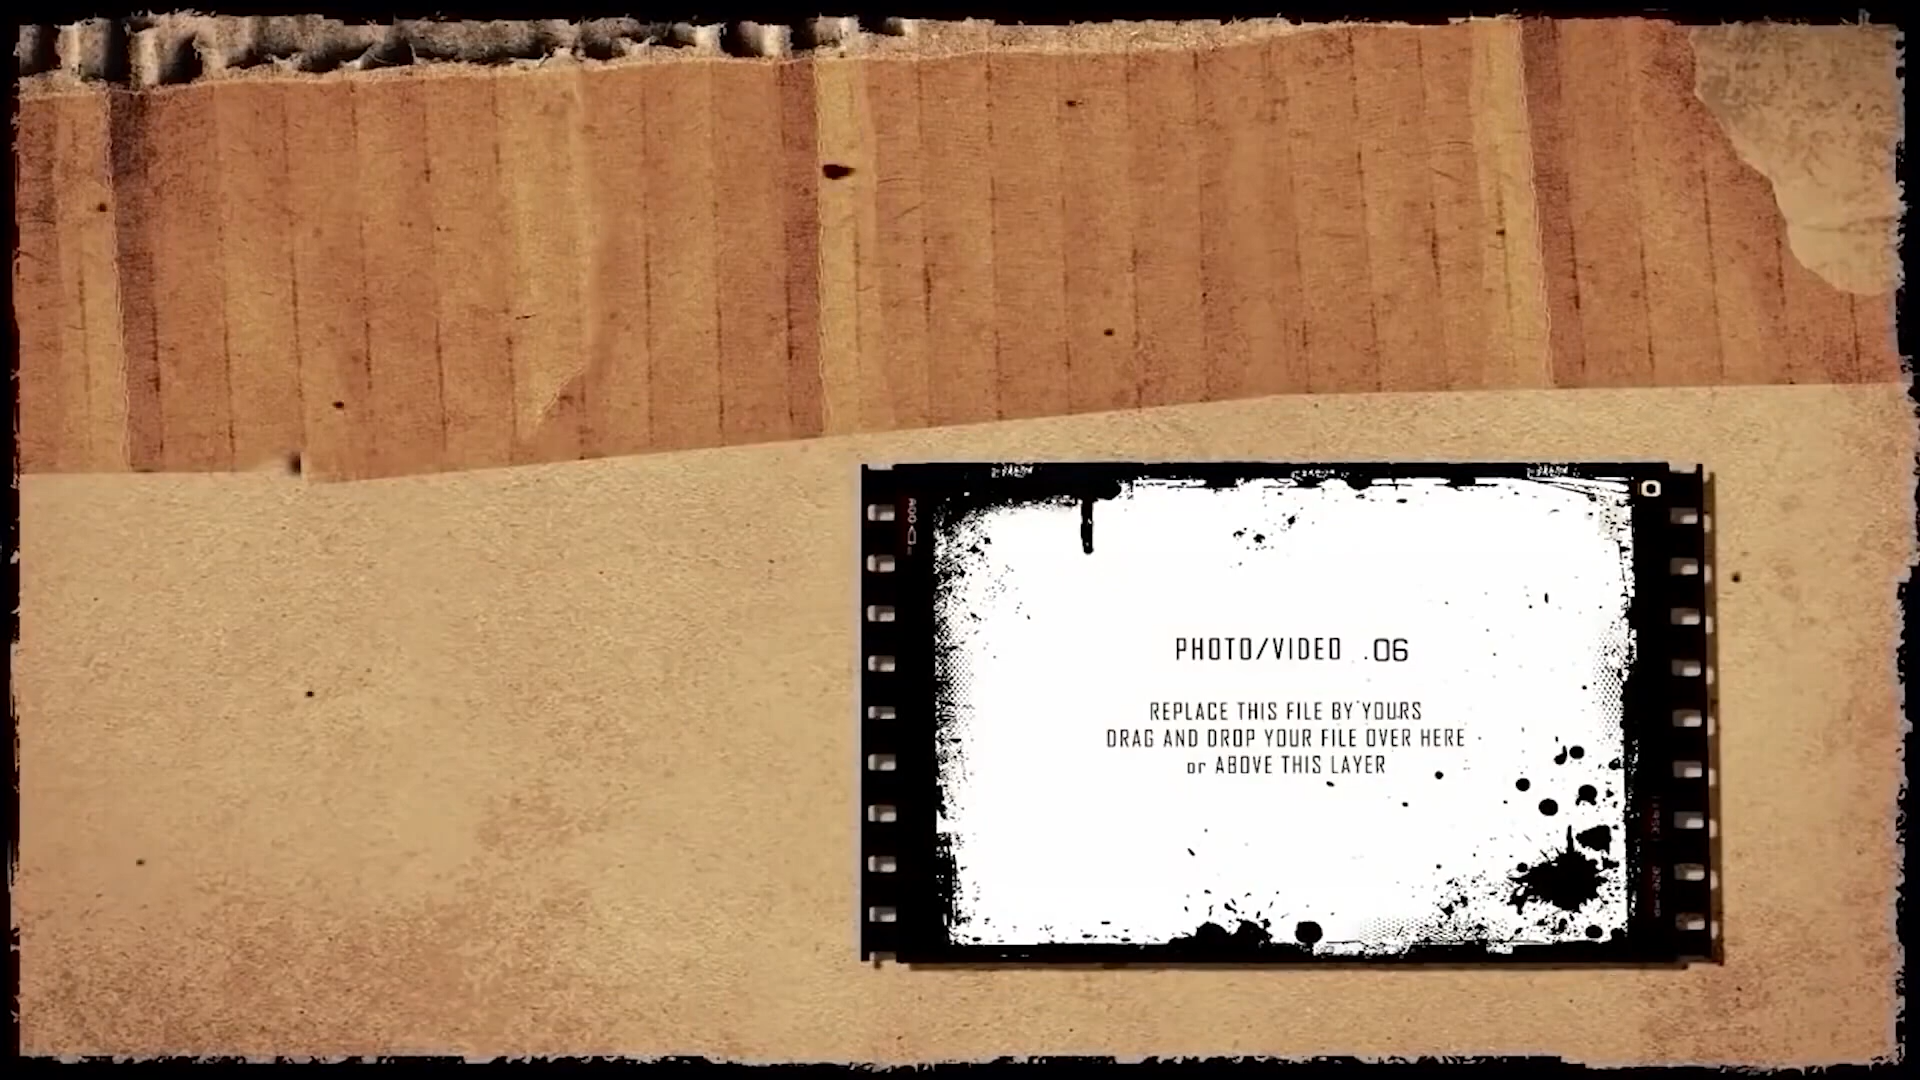 PHOTO/VIDEO .06
REPLACE THIS FILE BY YOURS
DRAG AND DROP YOUR FILE OVER HERE
or ABOVE THIS LAYER